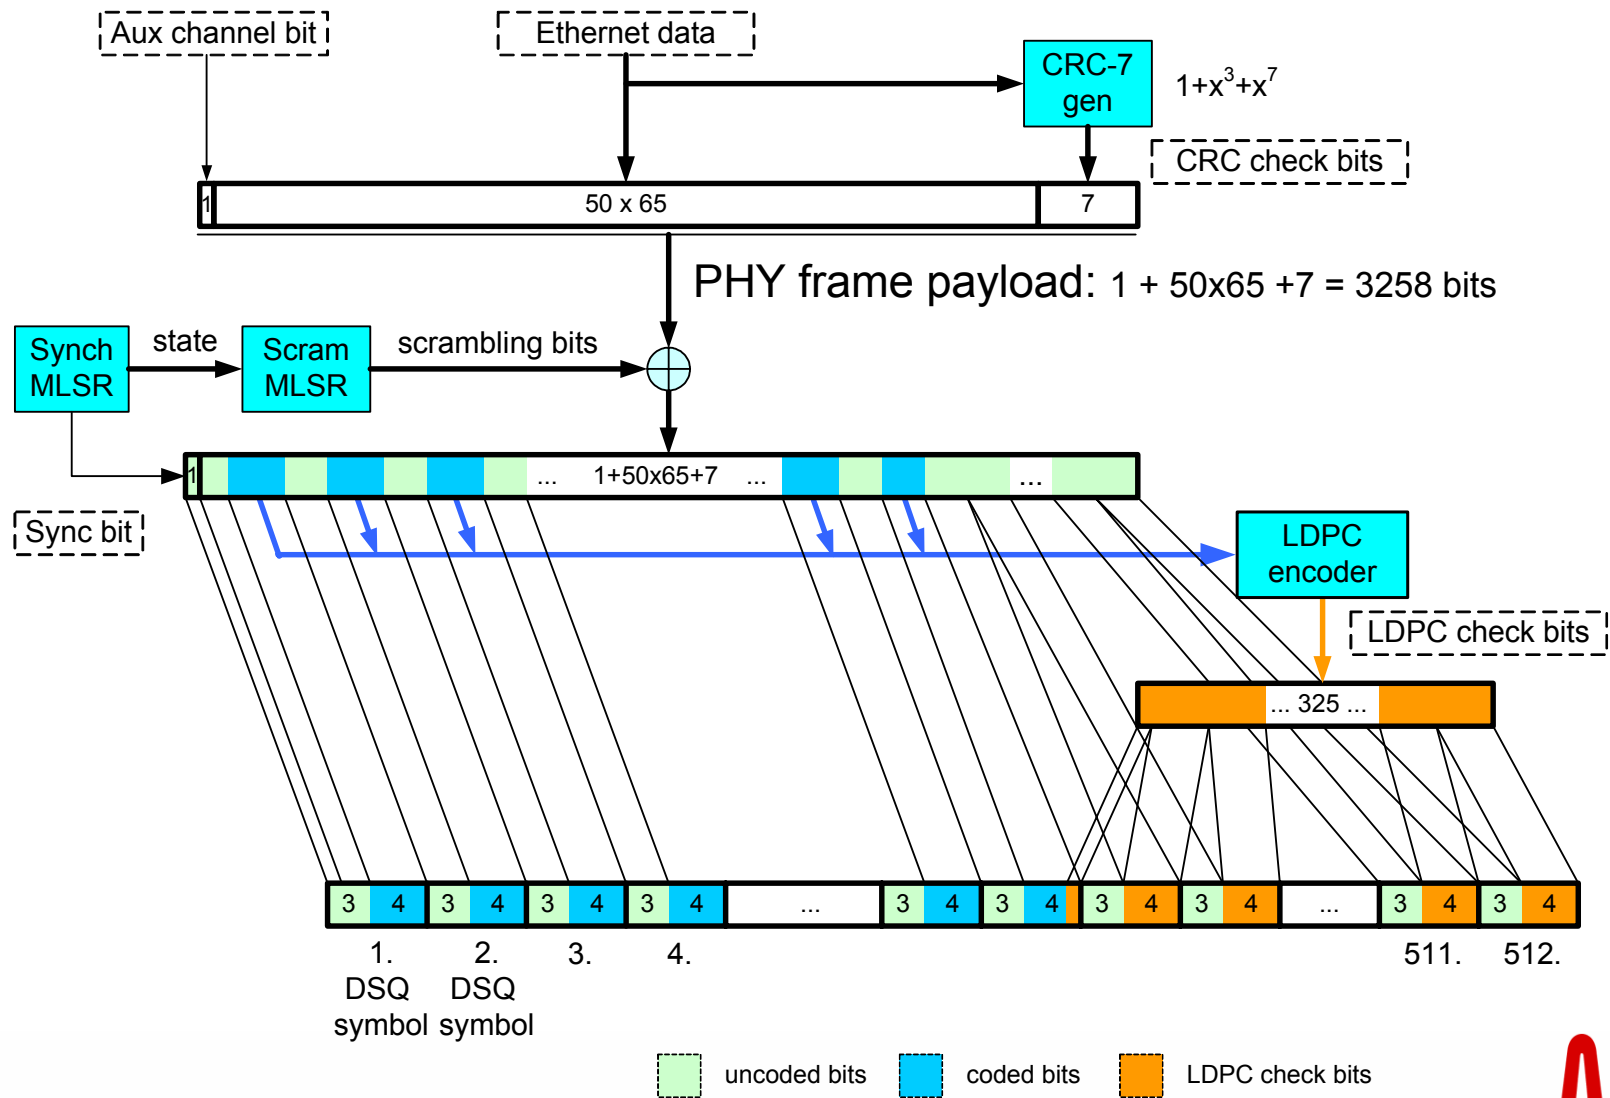 Aux channel bit
Ethernet data
CRC-7
gen
1+x³+x⁷
CRC check bits
1
50 x 65
7
PHY frame payload: 1 + 50x65 +7 = 3258 bits
Synch
MLSR
state
Scram
MLSR
scrambling bits
1
... 1+50x65+7 ...
...
Sync bit
LDPC
encoder
LDPC check bits
... 325 ...
3 4 3 4 3 4 3 4 ... 3 4 3 4 3 4 3 4 ... 3 4 3 4
1. 2. 3. 4. 511. 512.
DSQ DSQ
symbol symbol
uncoded bits coded bits LDPC check bits